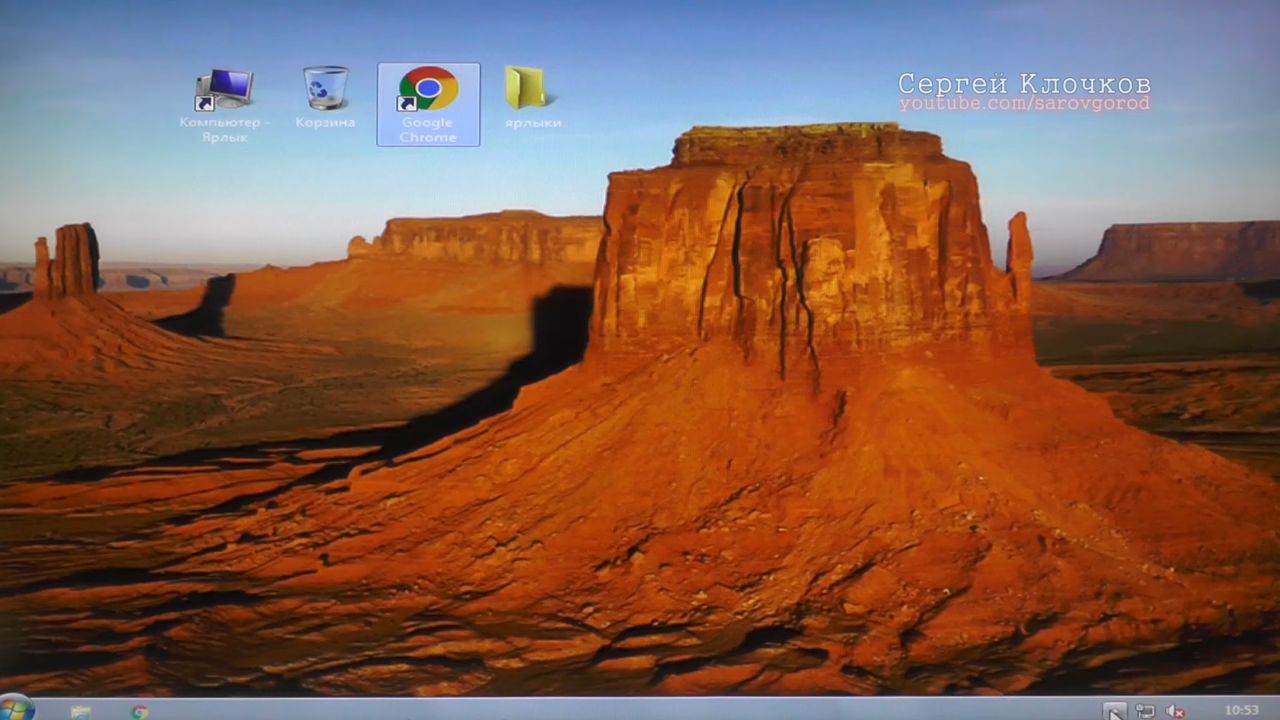 Сергей Клочков
youtube.com/sarovgorod
Компьютер -
Ярлык
Корзина
Google
Chrome
ярлыки
10:53